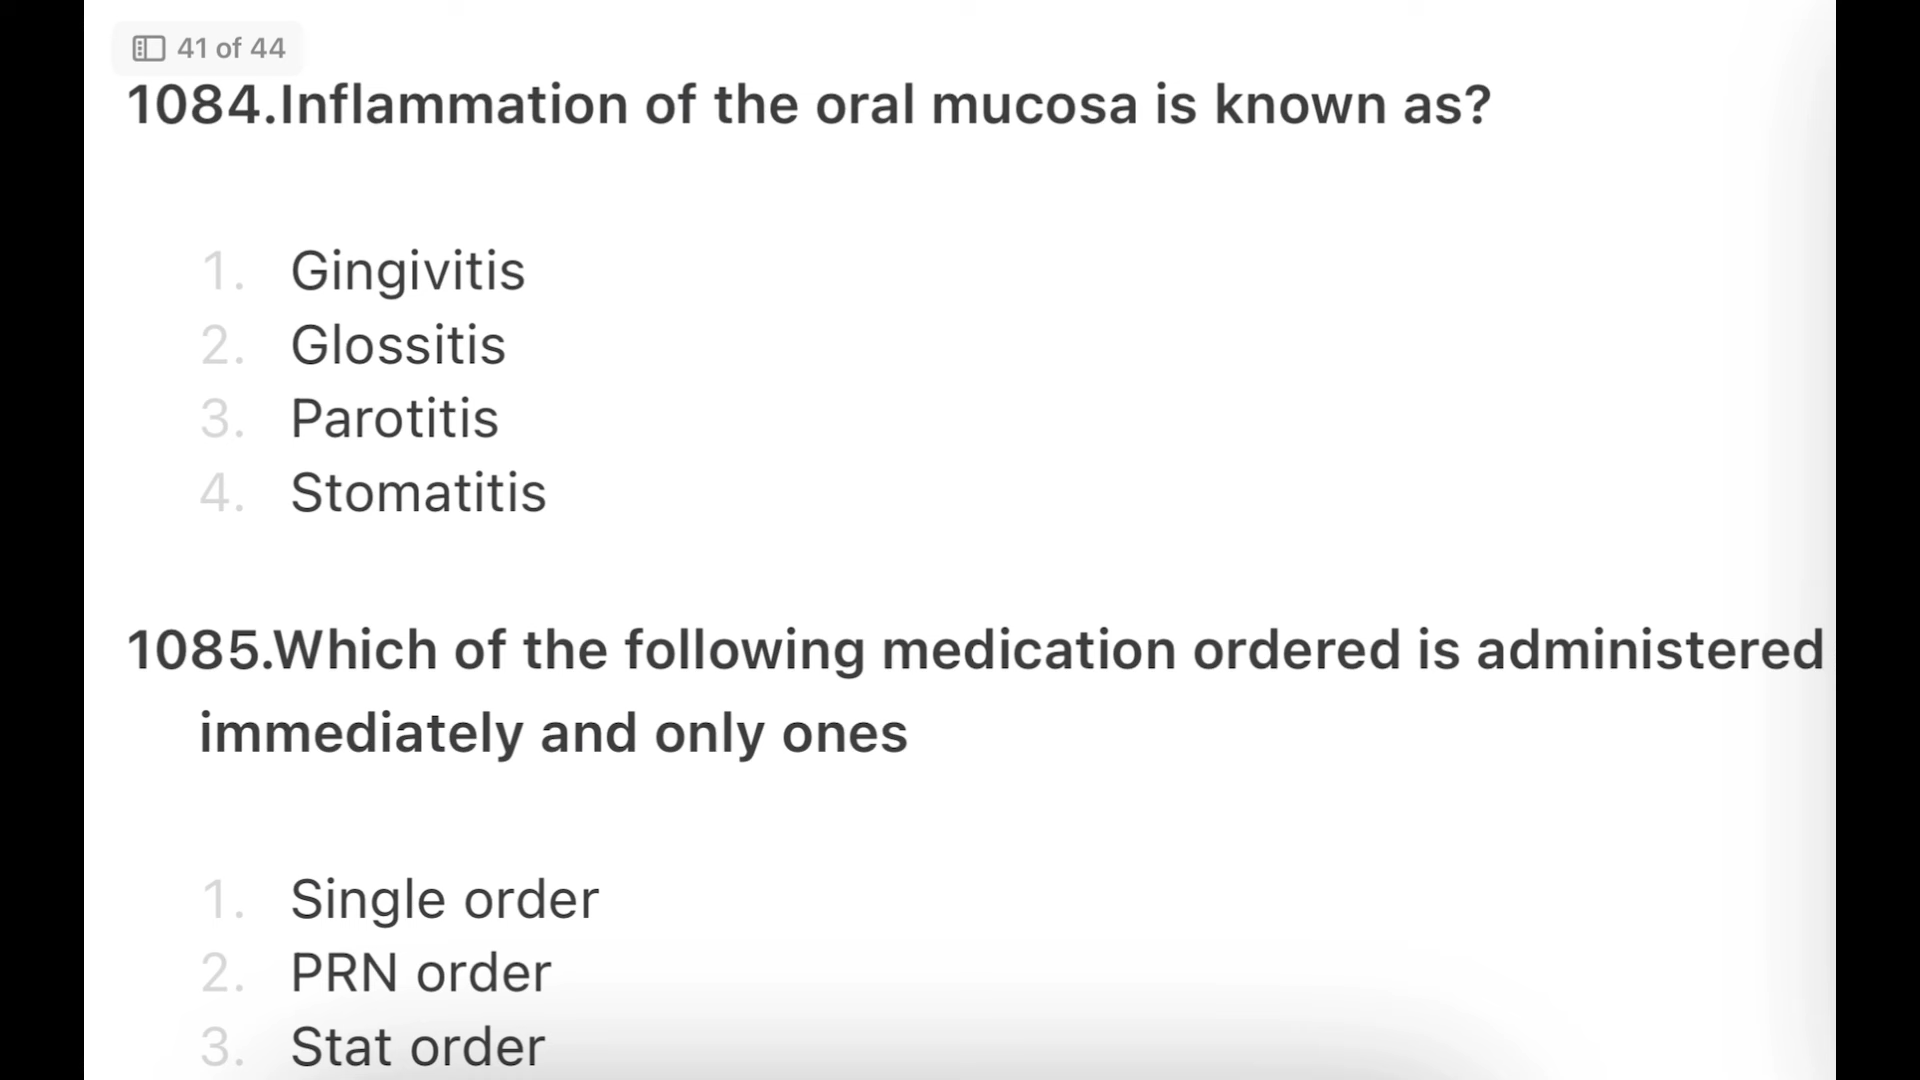 41 of 44
1084.Inflammation of the oral mucosa is known as?
1. Gingivitis
2. Glossitis
3. Parotitis
4. Stomatitis
1085.Which of the following medication ordered is administered
immediately and only ones
1. Single order
2. PRN order
3. Stat order